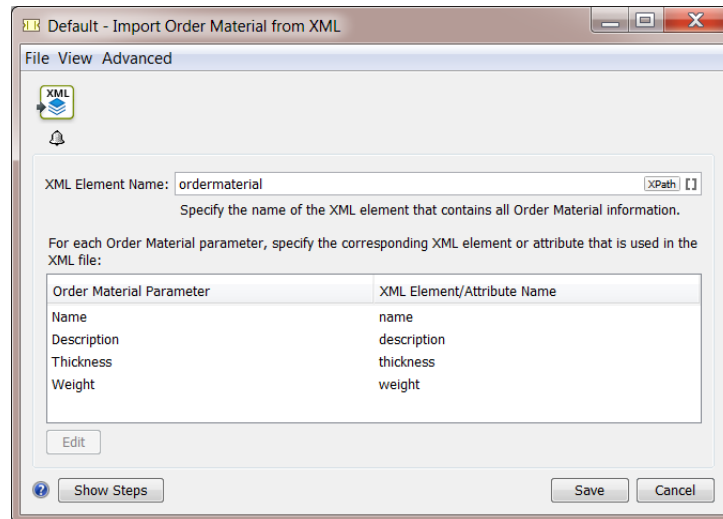 Default - Import Order Material from XML
File View Advanced
XML
XML Element Name: ordermaterial XPath []
Specify the name of the XML element that contains all Order Material information.
For each Order Material parameter, specify the corresponding XML element or attribute that is used in the
XML file:
Order Material Parameter XML Element/Attribute Name
Name name
Description description
Thickness thickness
Weight weight
Edit
? Show Steps Save Cancel